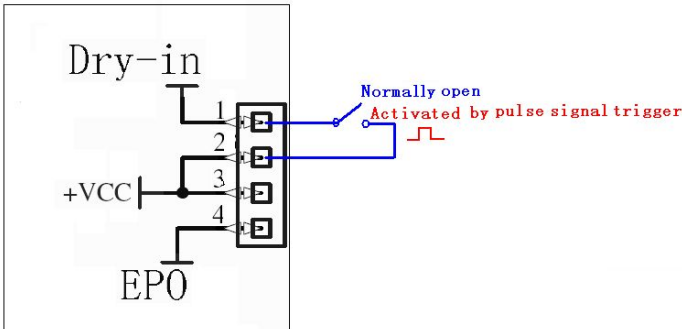 Dry-in
Normally open
1
Activated by pulse signal trigger
2
+VCC
3
4
EPO